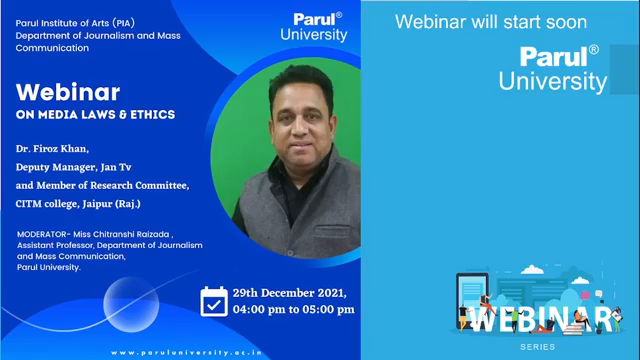 Parul Institute of Arts (PIA)
Department of Journalism and Mass
Communication
Parul®
University
Webinar
ON MEDIA LAWS & ETHICS
Dr. Firoz Khan,
Deputy Manager, Jan Tv
and Member of Research Committee,
CITM college, Jaipur (Raj.)
MODERATOR- Miss Chitranshi Raizada ,
Assistant Professor, Department of Journalism
and Mass Communication,
Parul University.
29th December 2021,
04:00 pm to 05:00 pm
www.paruluniversity.ac.in
Webinar will start soon
Parul®
University
WEBINAR
SERIES